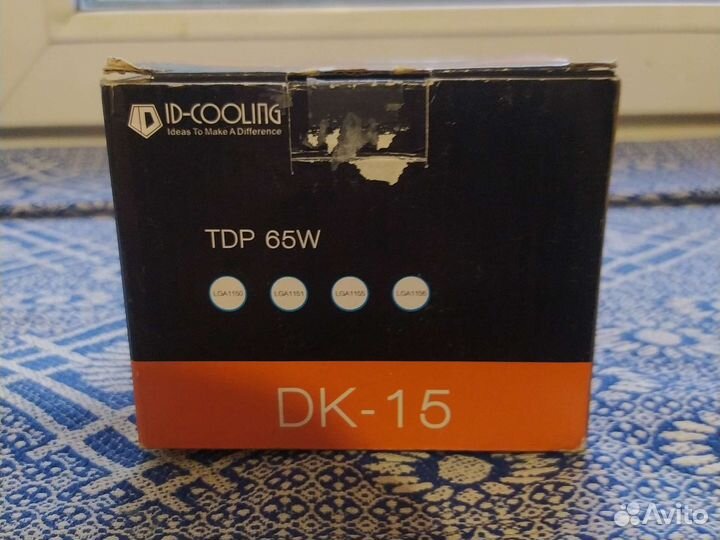 ID-COOLING
Ideas To Make A Difference
TDP 65W
LGA1150 LGA1151 LGA1155 LGA1156
DK-15
Avito